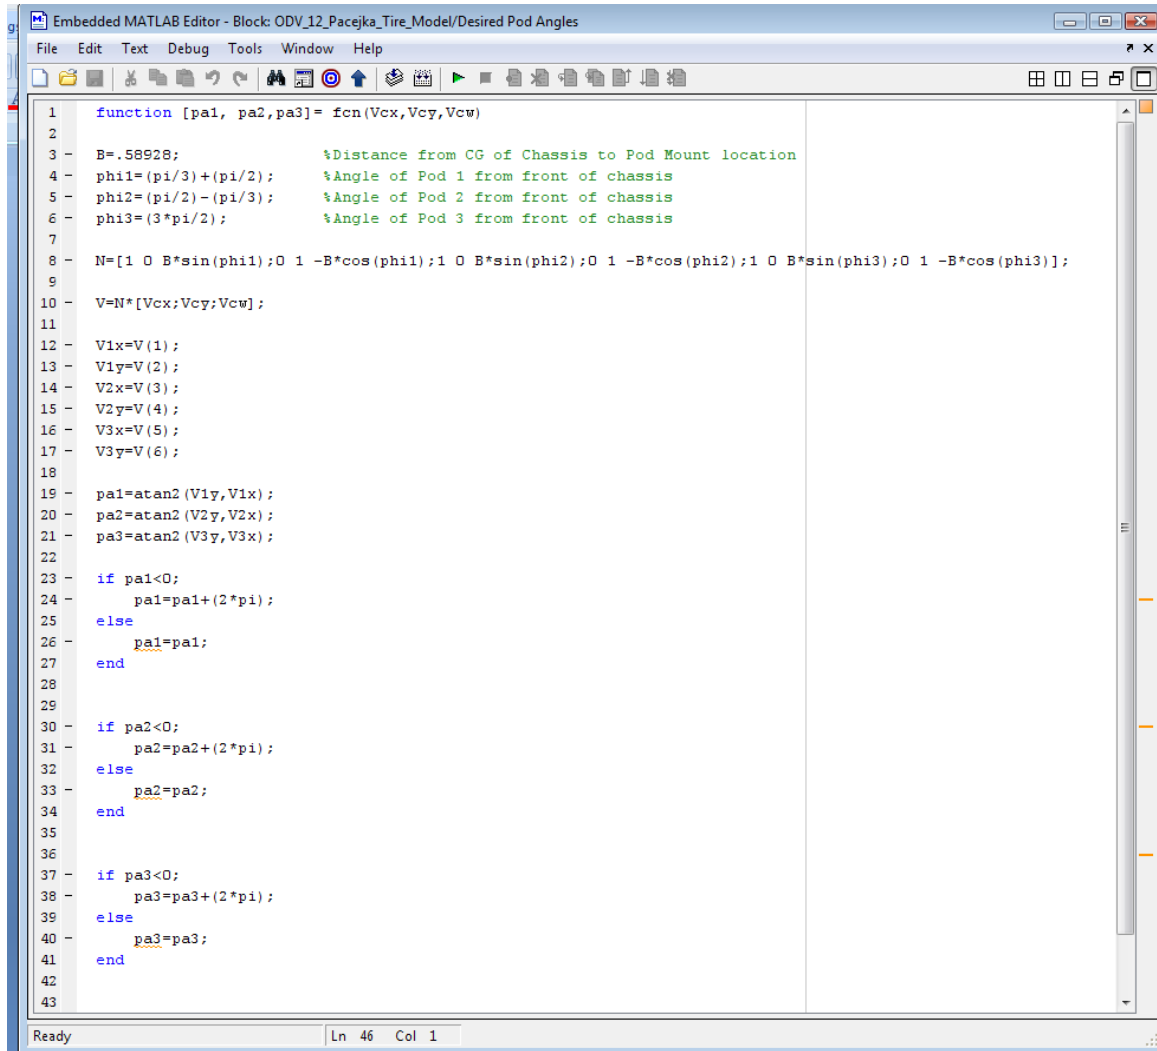 Embedded MATLAB Editor - Block: ODV_12_Pacejka_Tire_Model/Desired Pod Angles
File Edit Text Debug Tools Window Help
1 function [pa1, pa2,pa3]= fcn(Vcx,Vcy,Vcw)
2
3 - B=.58928; %Distance from CG of Chassis to Pod Mount location
4 - phi1=(pi/3)+(pi/2); %Angle of Pod 1 from front of chassis
5 - phi2=(pi/2)-(pi/3); %Angle of Pod 2 from front of chassis
6 - phi3=(3*pi/2); %Angle of Pod 3 from front of chassis
7
8 - N=[1 0 B*sin(phi1);0 1 -B*cos(phi1);1 0 B*sin(phi2);0 1 -B*cos(phi2);1 0 B*sin(phi3);0 1 -B*cos(phi3)];
9
10 - V=N*[Vcx;Vcy;Vcw];
11
12 - V1x=V(1);
13 - V1y=V(2);
14 - V2x=V(3);
15 - V2y=V(4);
16 - V3x=V(5);
17 - V3y=V(6);
18
19 - pa1=atan2(V1y,V1x);
20 - pa2=atan2(V2y,V2x);
21 - pa3=atan2(V3y,V3x);
22
23 - if pa1<0;
24 - pa1=pa1+(2*pi);
25 else
26 - pa1=pa1;
27 end
28
29
30 - if pa2<0;
31 - pa2=pa2+(2*pi);
32 else
33 - pa2=pa2;
34 end
35
36
37 - if pa3<0;
38 - pa3=pa3+(2*pi);
39 else
40 - pa3=pa3;
41 end
42
43
Ready Ln 46 Col 1